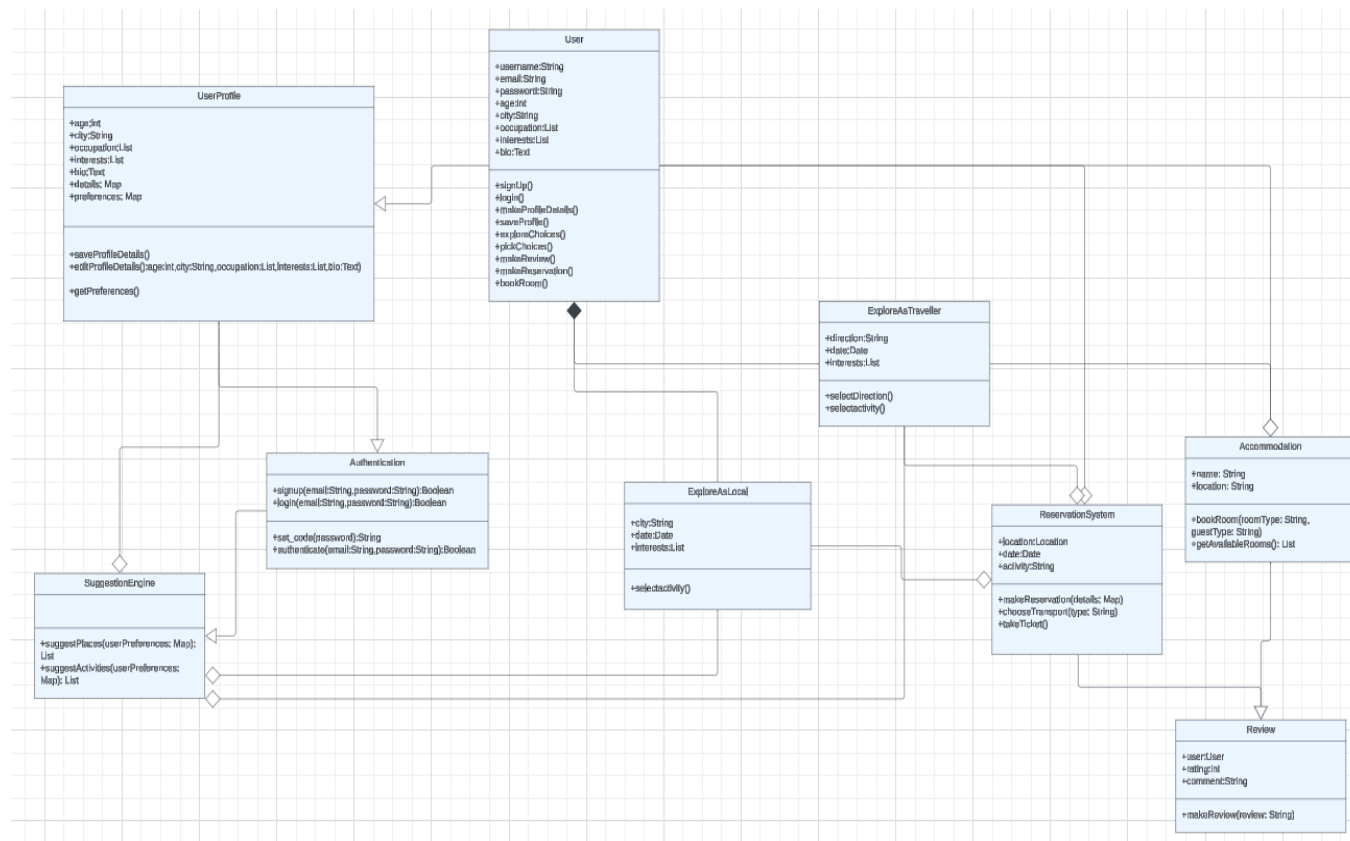 User
+username:String
+email:String
+password:String
+age:int
+city:String
+occupation:List
+interests:List
+bio:Text
+signUp()
+login()
+makeProfileDetails()
+saveProfile()
+exploreChoices()
+pickChoices()
+makeReview()
+makeReservation()
+bookRoom()
UserProfile
+age:int
+city:String
+occupation:List
+interests:List
+bio:Text
+details: Map
+preferences: Map
+saveProfileDetails()
+editProfileDetails():age:int,city:String,occupation:List,interests:List,bio:Text)
+getPreferences()
ExploreAsTraveller
+direction:String
+date:Date
+interests:List
+selectDirection()
+selectactivity()
Accommodation
+name: String
+location: String
+bookRoom(roomType: String,
guestType: String)
+getAvailableRooms(): List
Authentication
+signup(email:String,password:String):Boolean
+login(email:String,password:String):Boolean
+set_code(password):String
+authenticate(email:String,password:String):Boolean
ExploreAsLocal
+city:String
+date:Date
+interests:List
+selectactivity()
ReservationSystem
+location:Location
+date:Date
+activity:String
+makeReservation(details: Map)
+chooseTransport(type: String)
+takeTicket()
SuggestionEngine
+suggestPlaces(userPreferences: Map):
List
+suggestActivities(userPreferences:
Map): List
Review
+user:User
+rating:int
+comment:String
+makeReview(review: String)